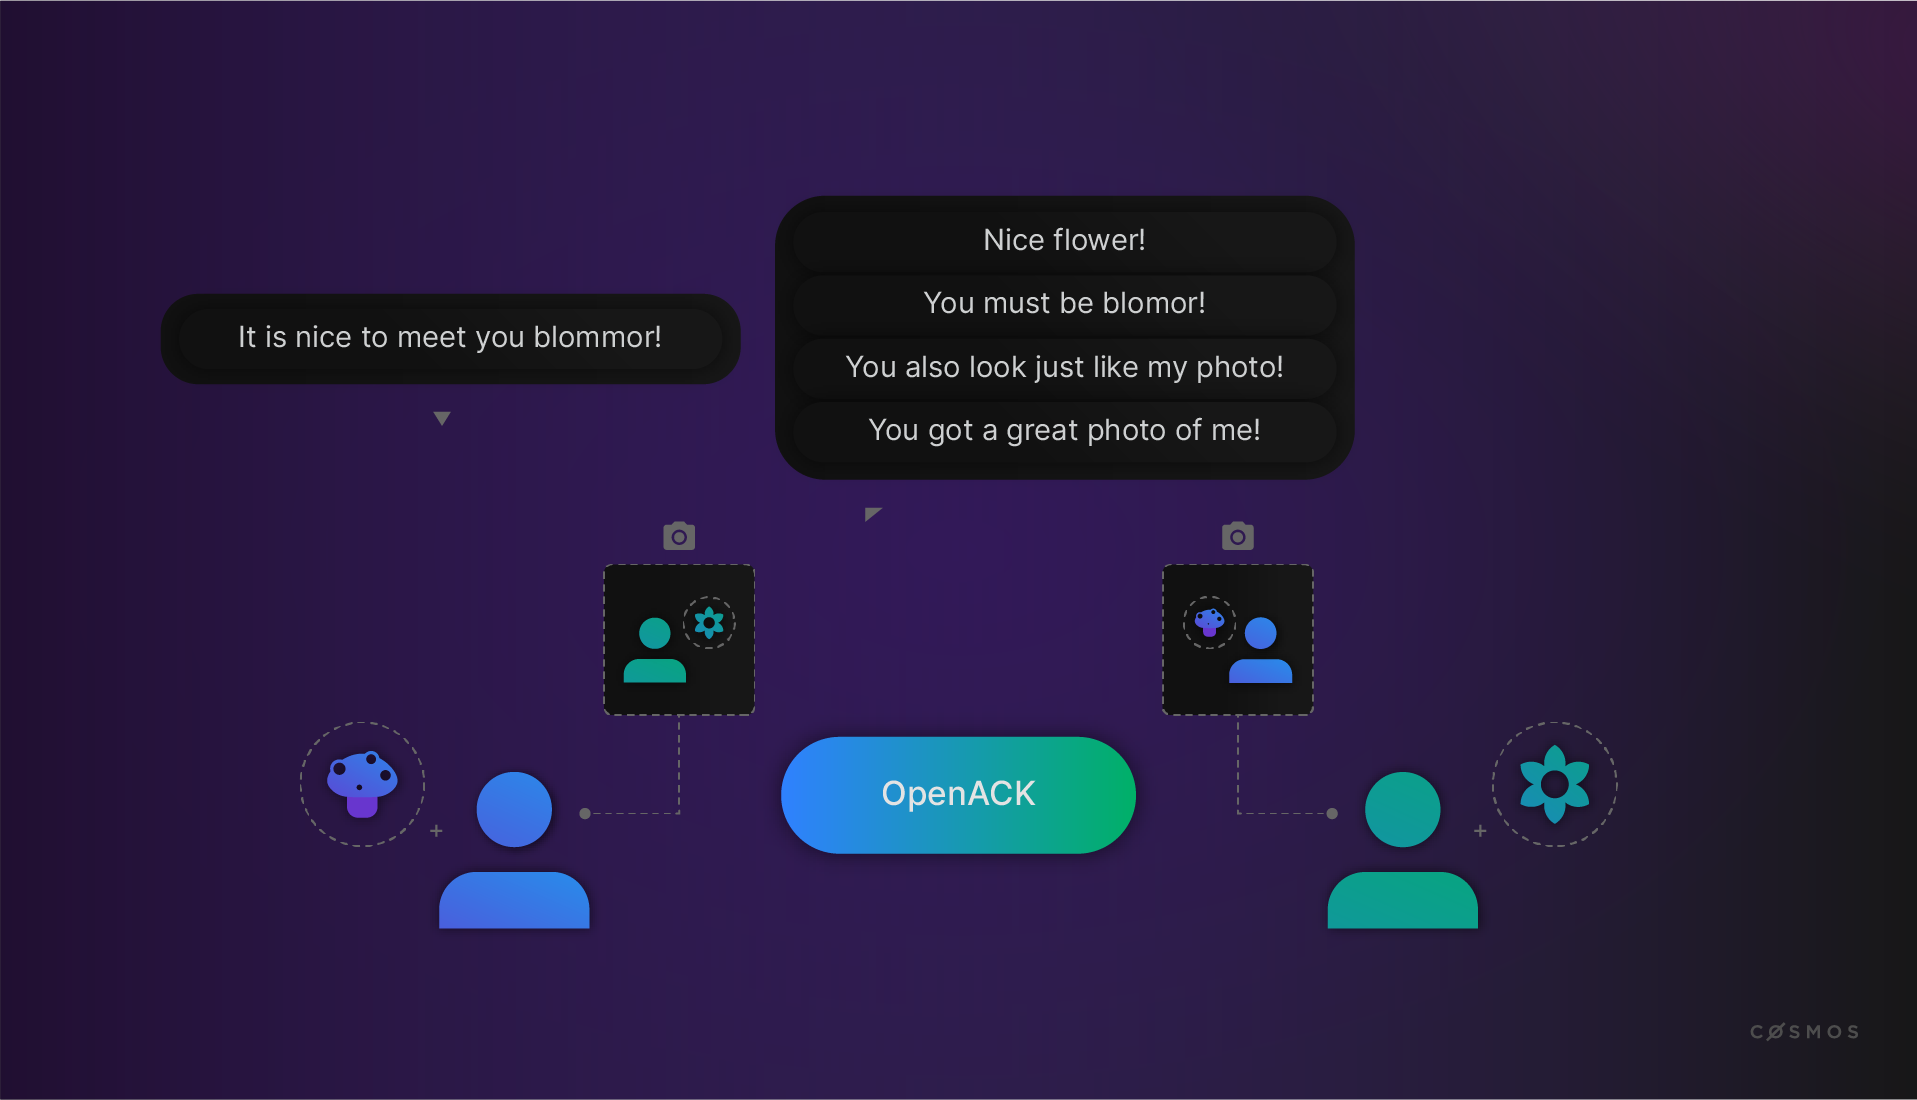 It is nice to meet you blommor!
Nice flower!
You must be blomor!
You also look just like my photo!
You got a great photo of me!
OpenACK
CØSMOS